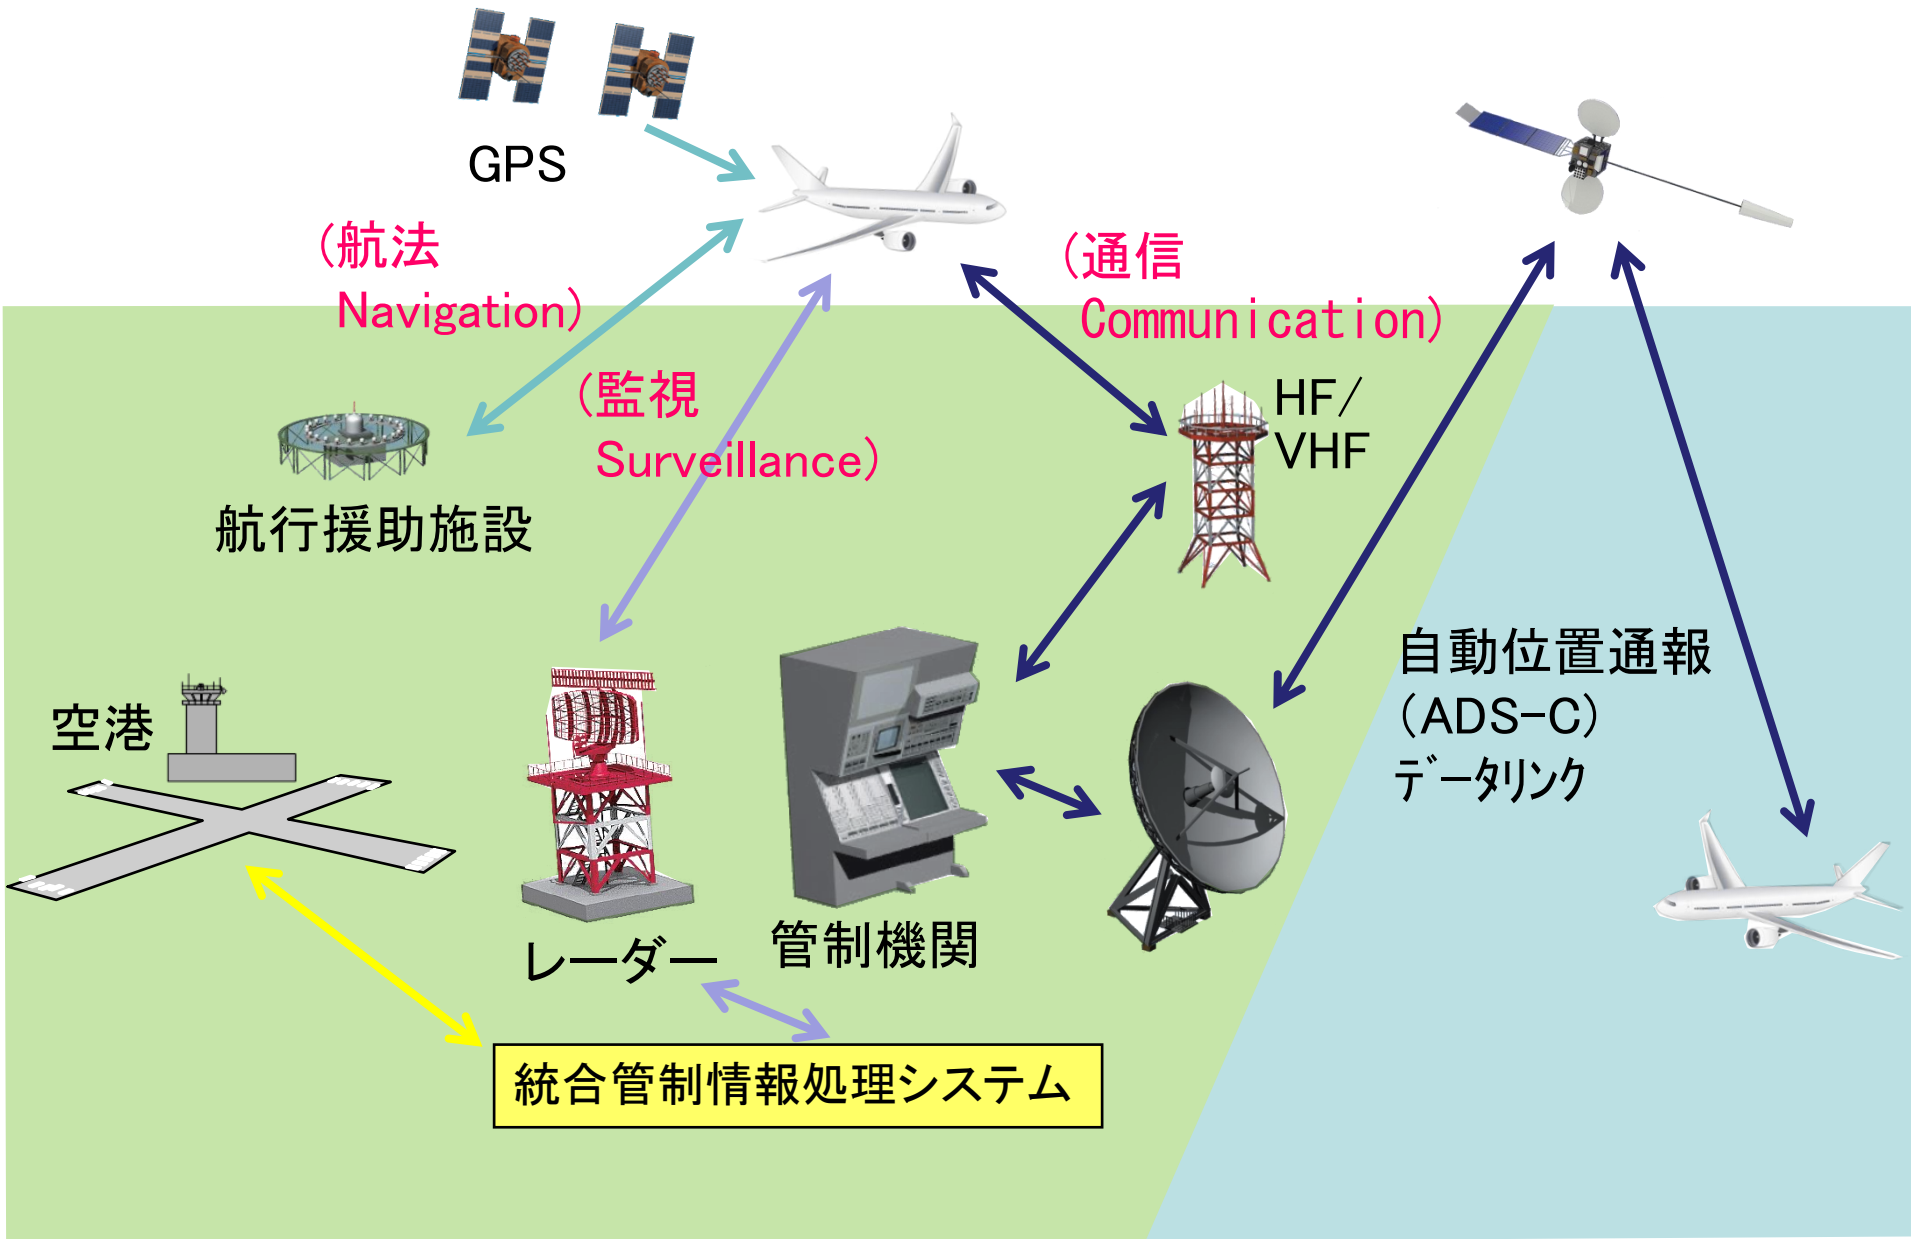 GPS
(航法
Navigation)
(通信
Communication)
(監視
Surveillance)
HF/
VHF
航行援助施設
自動位置通報
(ADS-C)
データリンク
空港
レーダー
管制機関
統合管制情報処理システム